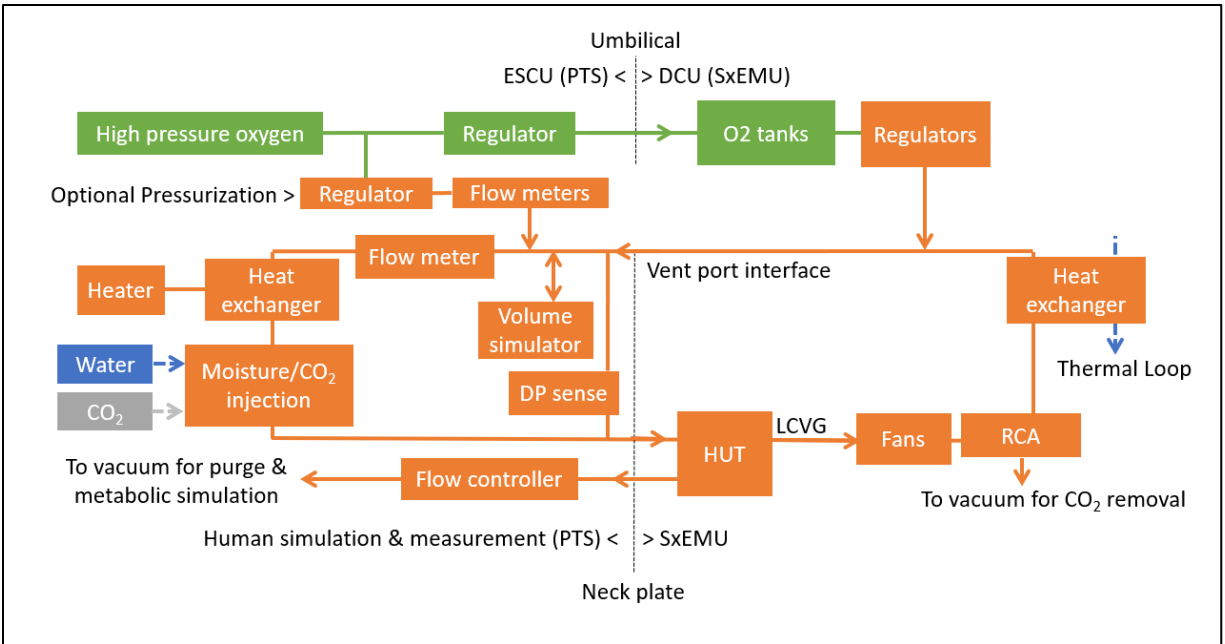 Umbilical
ESCU (PTS) < > DCU (SxEMU)
High pressure oxygen
Regulator
O2 tanks
Regulators
Optional Pressurization >
Regulator
Flow meters
Flow meter
Vent port interface
Heater
Heat
exchanger
Heat
exchanger
Volume
simulator
Water
Moisture/CO₂
injection
Thermal Loop
DP sense
CO₂
LCVG
HUT
Fans
RCA
To vacuum for purge &
metabolic simulation
Flow controller
To vacuum for CO₂ removal
Human simulation & measurement (PTS) < > SxEMU
Neck plate